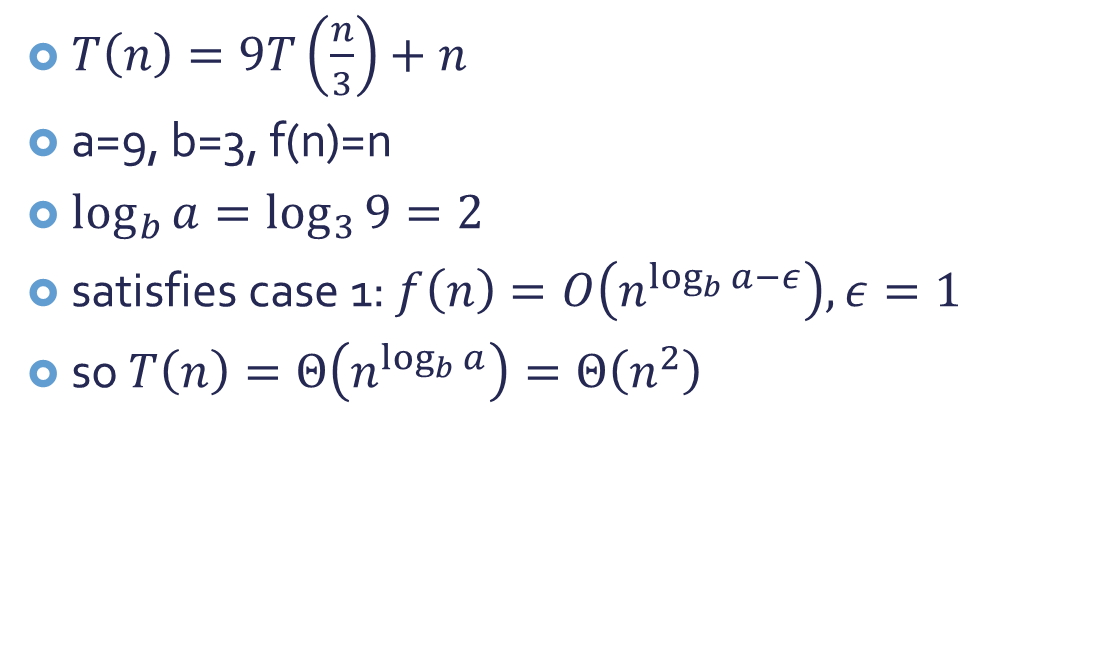 T(n) = 9T(n/3) + n
a=9, b=3, f(n)=n
log_b a = log_3 9 = 2
satisfies case 1: f(n) = O(n^{log_b a−ϵ}), ϵ = 1
so T(n) = Θ(n^{log_b a}) = Θ(n^2)